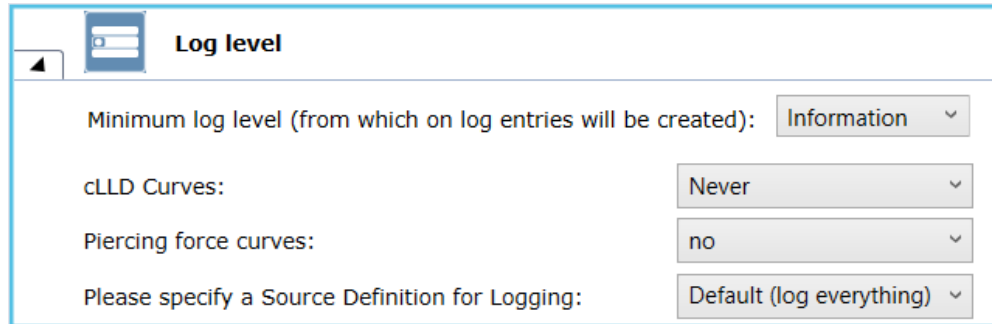 Log level
Minimum log level (from which on log entries will be created): Information
cLLD Curves: Never
Piercing force curves: no
Please specify a Source Definition for Logging: Default (log everything)